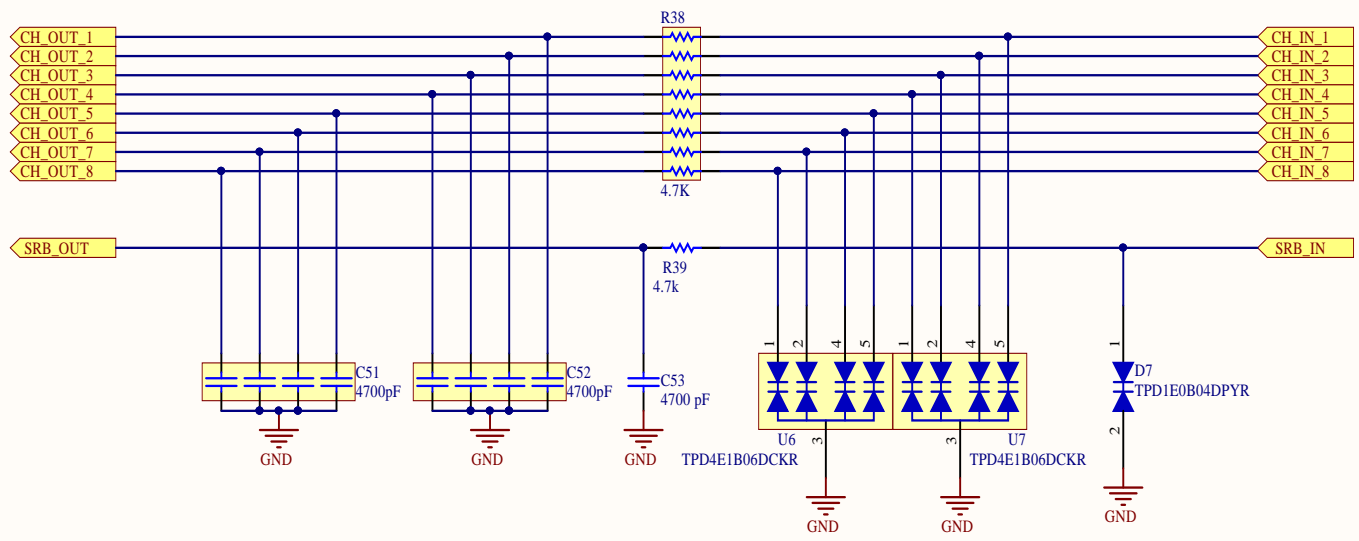 R38
CH_OUT_1
CH_IN_1
CH_OUT_2
CH_IN_2
CH_OUT_3
CH_IN_3
CH_OUT_4
CH_IN_4
CH_OUT_5
CH_IN_5
CH_OUT_6
CH_IN_6
CH_OUT_7
CH_IN_7
CH_OUT_8
CH_IN_8
4.7K
SRB_OUT
SRB_IN
R39
4.7k
1
2
4
5
1
2
4
5
1
C51
4700pF
C52
4700pF
C53
4700 pF
D7
TPD1E0B04DPYR
2
U6
3
TPD4E1B06DCKR
3
U7
TPD4E1B06DCKR
GND
GND
GND
GND
GND
GND